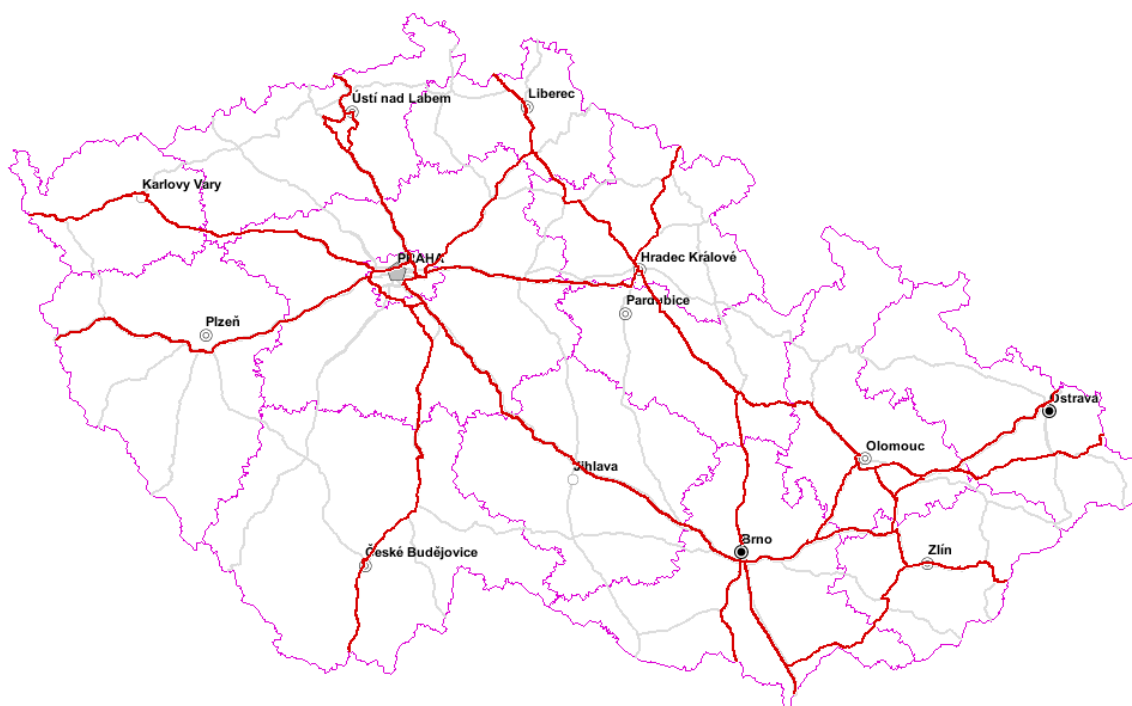 Liberec
Ústí nad Labem
Karlovy Vary
PRAHA
Hradec Králové
Pardubice
Plzeň
Ostrava
Olomouc
Jihlava
Brno
České Budějovice
Zlín